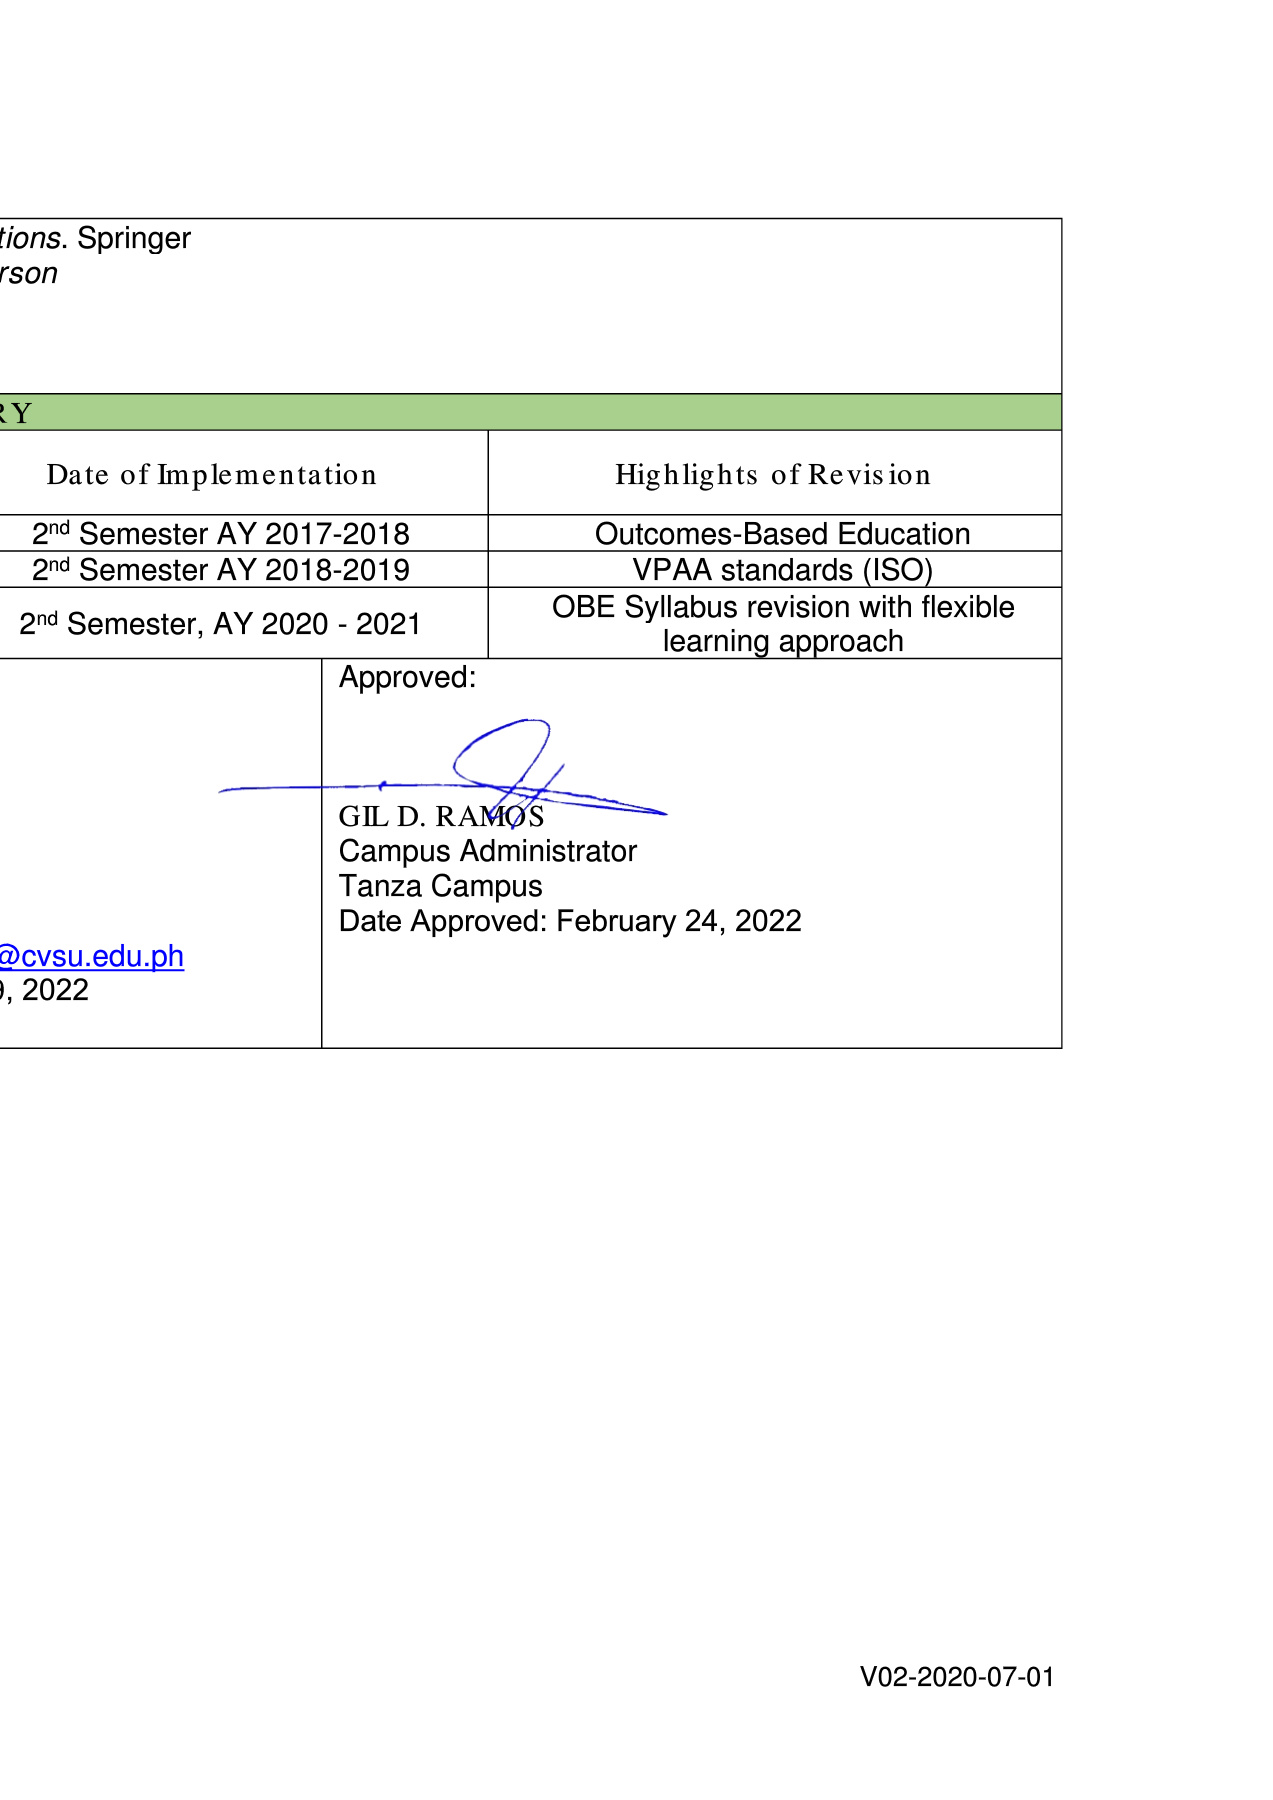 tions. Springer
rson
RY
Date of Implementation
Highlights of Revision
2nd Semester AY 2017-2018
Outcomes-Based Education
2nd Semester AY 2018-2019
VPAA standards (ISO)
2nd Semester, AY 2020 - 2021
OBE Syllabus revision with flexible
learning approach
@cvsu.edu.ph
9, 2022
Approved:
GIL D. RAMOS
Campus Administrator
Tanza Campus
Date Approved: February 24, 2022
V02-2020-07-01